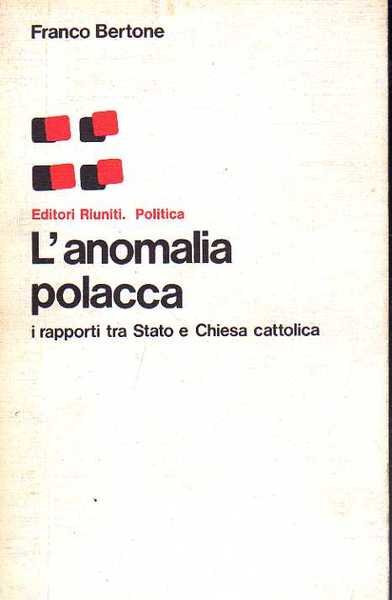 Franco Bertone
Editori Riuniti. Politica
L'anomalia
polacca
i rapporti tra Stato e Chiesa cattolica